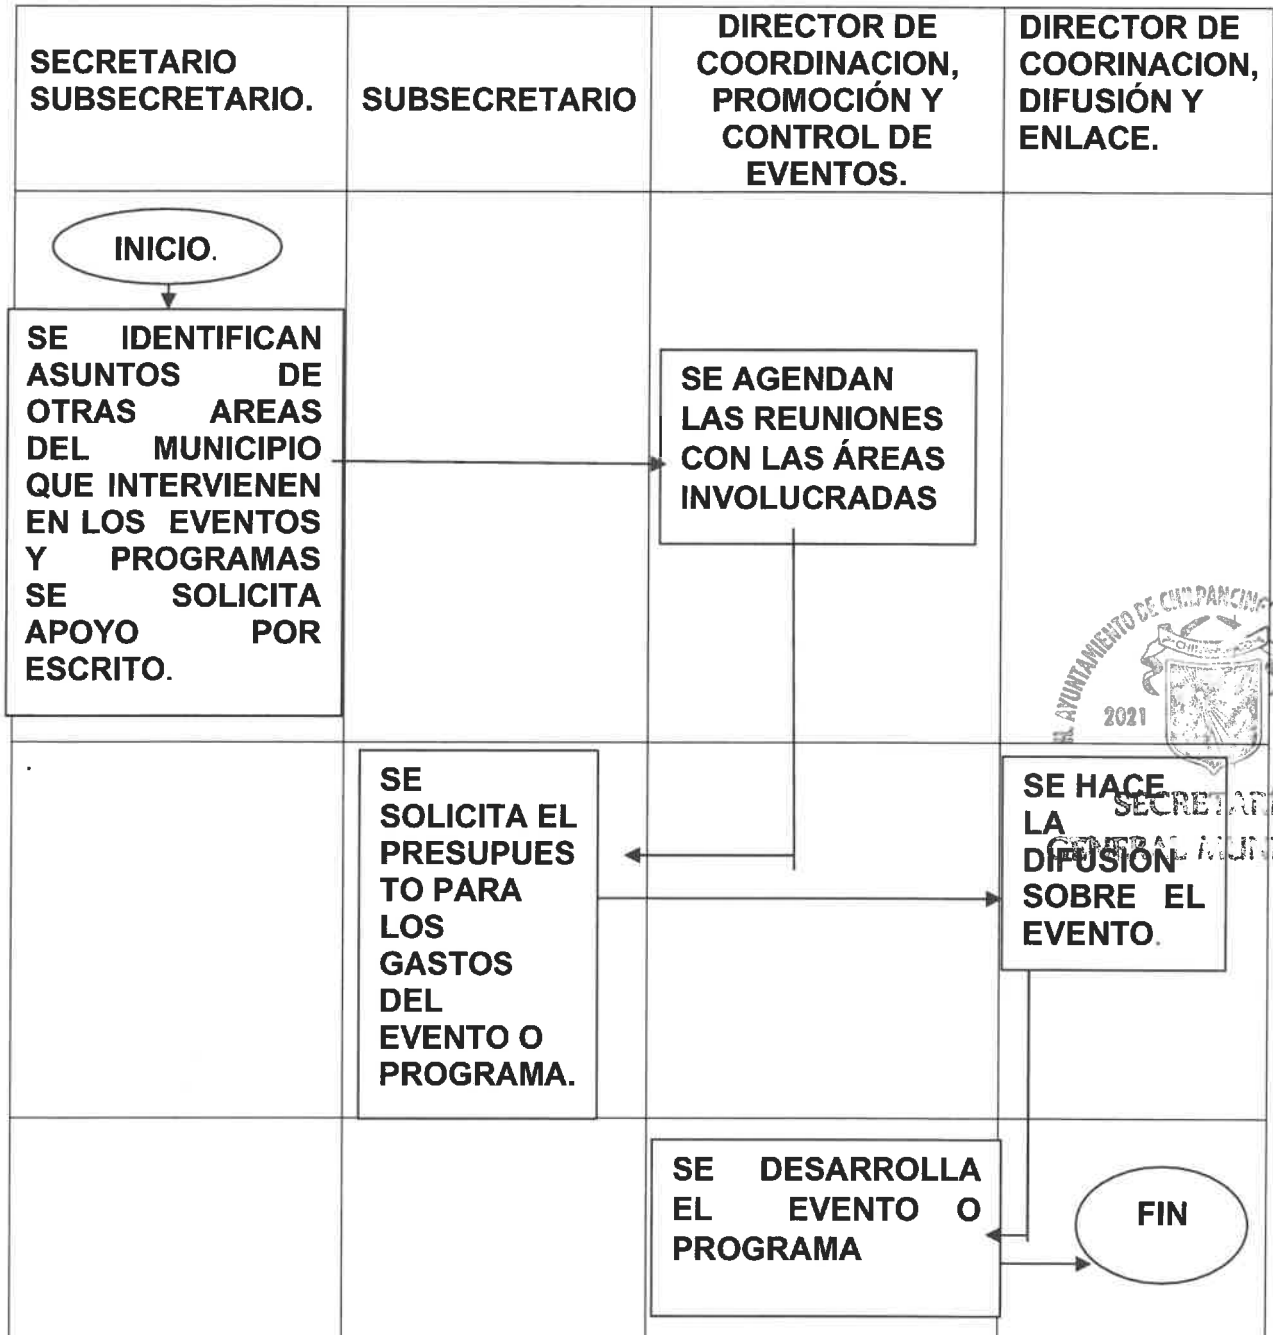 SECRETARIO
SUBSECRETARIO.
SUBSECRETARIO
DIRECTOR DE
COORDINACION,
PROMOCIÓN Y
CONTROL DE
EVENTOS.
DIRECTOR DE
COORINACION,
DIFUSIÓN Y
ENLACE.
INICIO.
SE IDENTIFICAN
ASUNTOS DE
OTRAS AREAS
DEL MUNICIPIO
QUE INTERVIENEN
EN LOS EVENTOS
Y PROGRAMAS
SE SOLICITA
APOYO POR
ESCRITO.
SE AGENDAN
LAS REUNIONES
CON LAS ÁREAS
INVOLUCRADAS
H. AYUNTAMIENTO DE
2021
SE
SOLICITA EL
PRESUPUES
TO PARA
LOS
GASTOS
DEL
EVENTO O
PROGRAMA.
SE HACE
LA
DIFUSIÓN
SOBRE EL
EVENTO.
SE DESARROLLA
EL EVENTO O
PROGRAMA
FIN